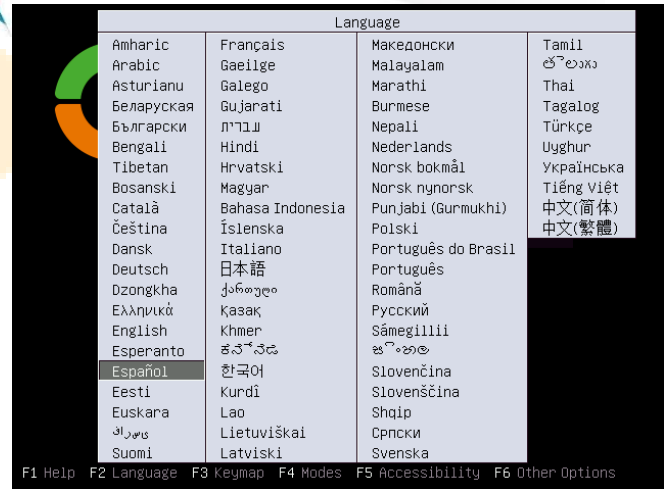 Language
Amharic
Arabic
Asturianu
Беларуская
Български
Bengali
Tibetan
Bosanski
Català
Čeština
Dansk
Deutsch
Dzongkha
Ελληνικά
English
Esperanto
Español
Eesti
Euskara
Suomi
Français
Gaeilge
Galego
Gujarati
עברית
Hindi
Hrvatski
Magyar
Bahasa Indonesia
Íslenska
Italiano
日本語
ქართული
Қазақ
Khmer
한국어
Kurdî
Lao
Lietuviškai
Latviski
Македонски
Malayalam
Marathi
Burmese
Nepali
Nederlands
Norsk bokmål
Norsk nynorsk
Punjabi (Gurmukhi)
Polski
Português do Brasil
Português
Română
Русский
Sámegillii
Slovenčina
Slovenščina
Shqip
Српски
Svenska
Tamil
Thai
Tagalog
Türkçe
Uyghur
Українська
Tiếng Việt
中文(简体)
中文(繁體)
F1 Help F2 Language F3 Keymap F4 Modes F5 Accessibility F6 Other Options